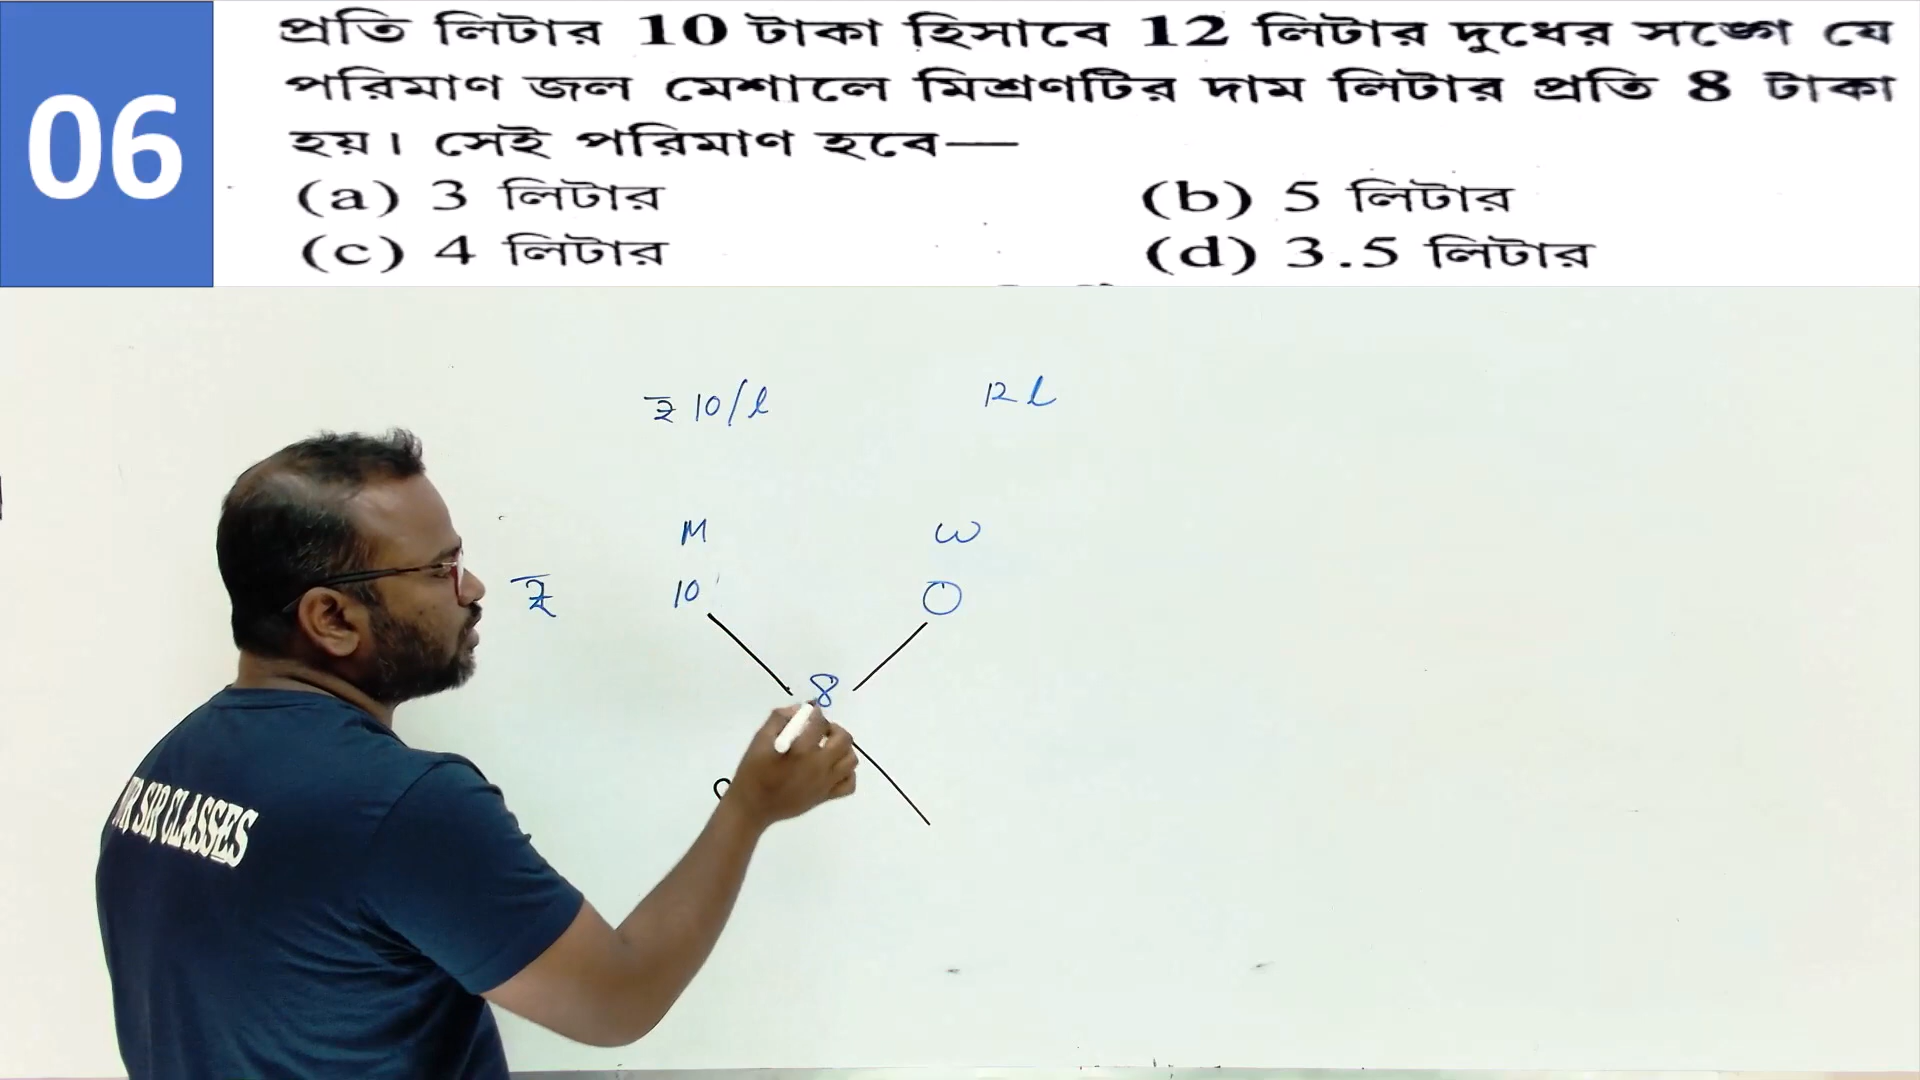 06
প্রতি লিটার 10 টাকা হিসাবে 12 লিটার দুধের সঙ্গে যে
পরিমাণ জল মেশালে মিশ্রণটির দাম লিটার প্রতি 8 টাকা
হয়। সেই পরিমাণ হবে—
(a) 3 লিটার (b) 5 লিটার
(c) 4 লিটার (d) 3.5 লিটার
₹ 10/l 12 l
M W
₹ 10 0
8
SIR CLASSES